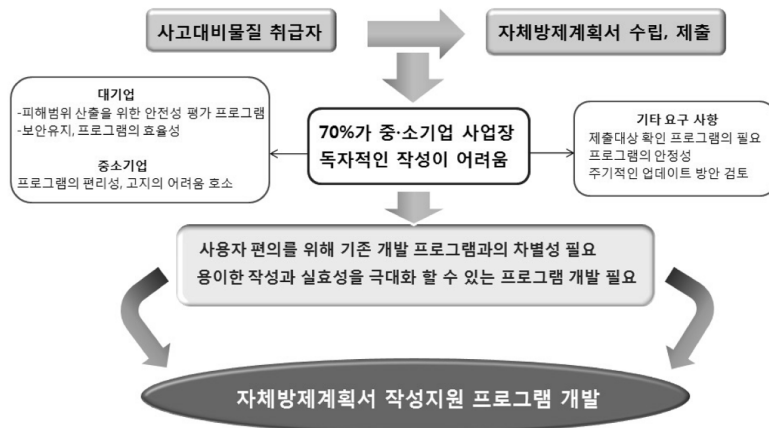 사고대비물질 취급자
자체방제계획서 수립, 제출
대기업
-피해범위 산출을 위한 안전성 평가 프로그램
-보안유지, 프로그램의 효율성
중소기업
프로그램의 편리성, 고지의 어려움 호소
70%가 중·소기업 사업장
독자적인 작성이 어려움
기타 요구 사항
제출대상 확인 프로그램의 필요
프로그램의 안정성
주기적인 업데이트 방안 검토
사용자 편의를 위해 기존 개발 프로그램과의 차별성 필요
용이한 작성과 실효성을 극대화 할 수 있는 프로그램 개발 필요
자체방제계획서 작성지원 프로그램 개발